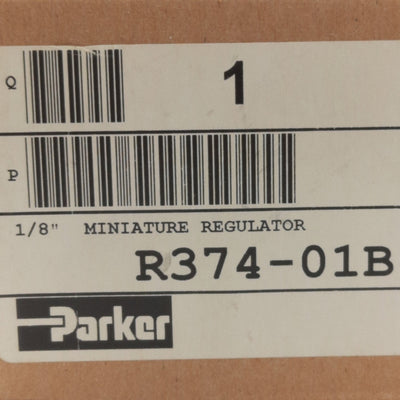 Q 1
P
1/8" MINIATURE REGULATOR
R374-01B
Parker